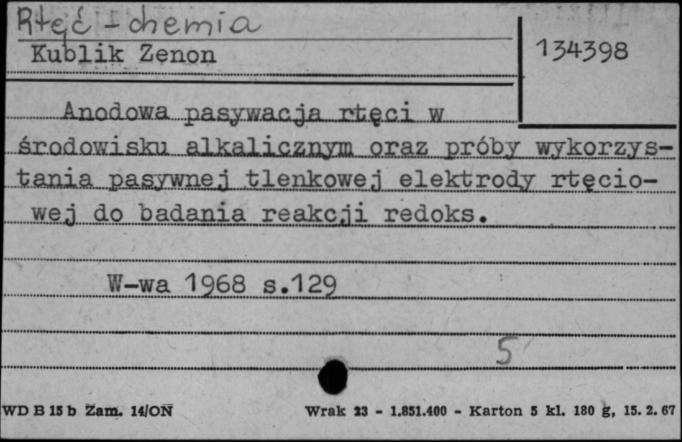 Rtęć - chemia
Kublik Zenon
134398
Anodowa pasywacja rtęci w
środowisku alkalicznym oraz próby wykorzys-
tania pasywnej tlenkowej elektrody rtęcio-
wej do badania reakcji redoks.
W-wa 1968 s.129
5
WD B 15 b Zam. 14/ON Wrak 23 - 1.851.400 - Karton 5 kl. 180 g, 15. 2. 67